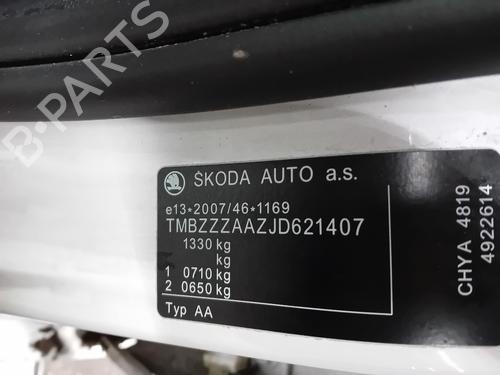 B-PARTS
ŠKODA AUTO a.s.
e13*2007/46*1169
TMBZZZAAZJD621407
1330 kg
kg
1 0710 kg
2 0650 kg
Typ AA
CHYA 4819
4922614